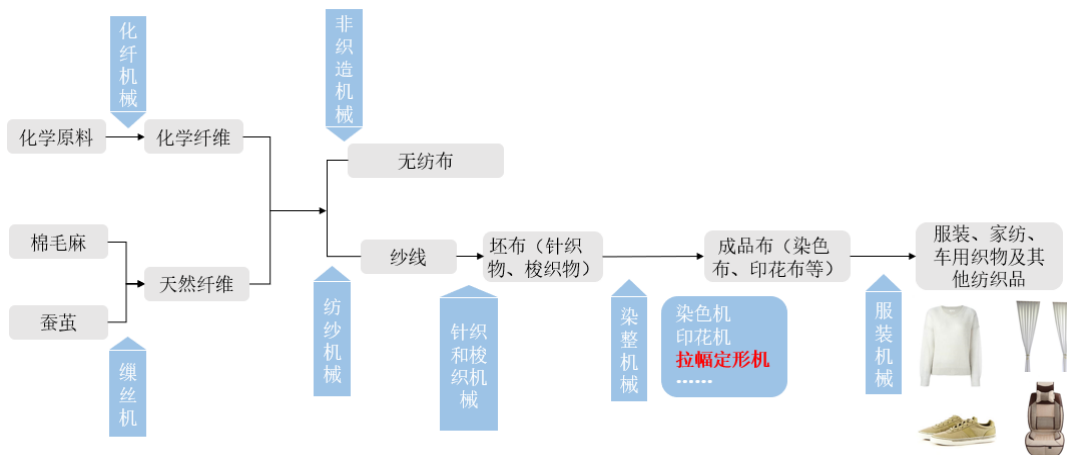 化纤机械
非织造机械
化学原料
化学纤维
无纺布
棉毛麻
天然纤维
蚕茧
缫丝机
纱线
纺纱机械
坯布（针织
物、梭织物）
针织
和梭
织机
械
染整机械
成品布（染色
布、印花布等）
染色机
印花机
拉幅定形机
······
服装机械
服装、家纺、
车用织物及其
他纺织品